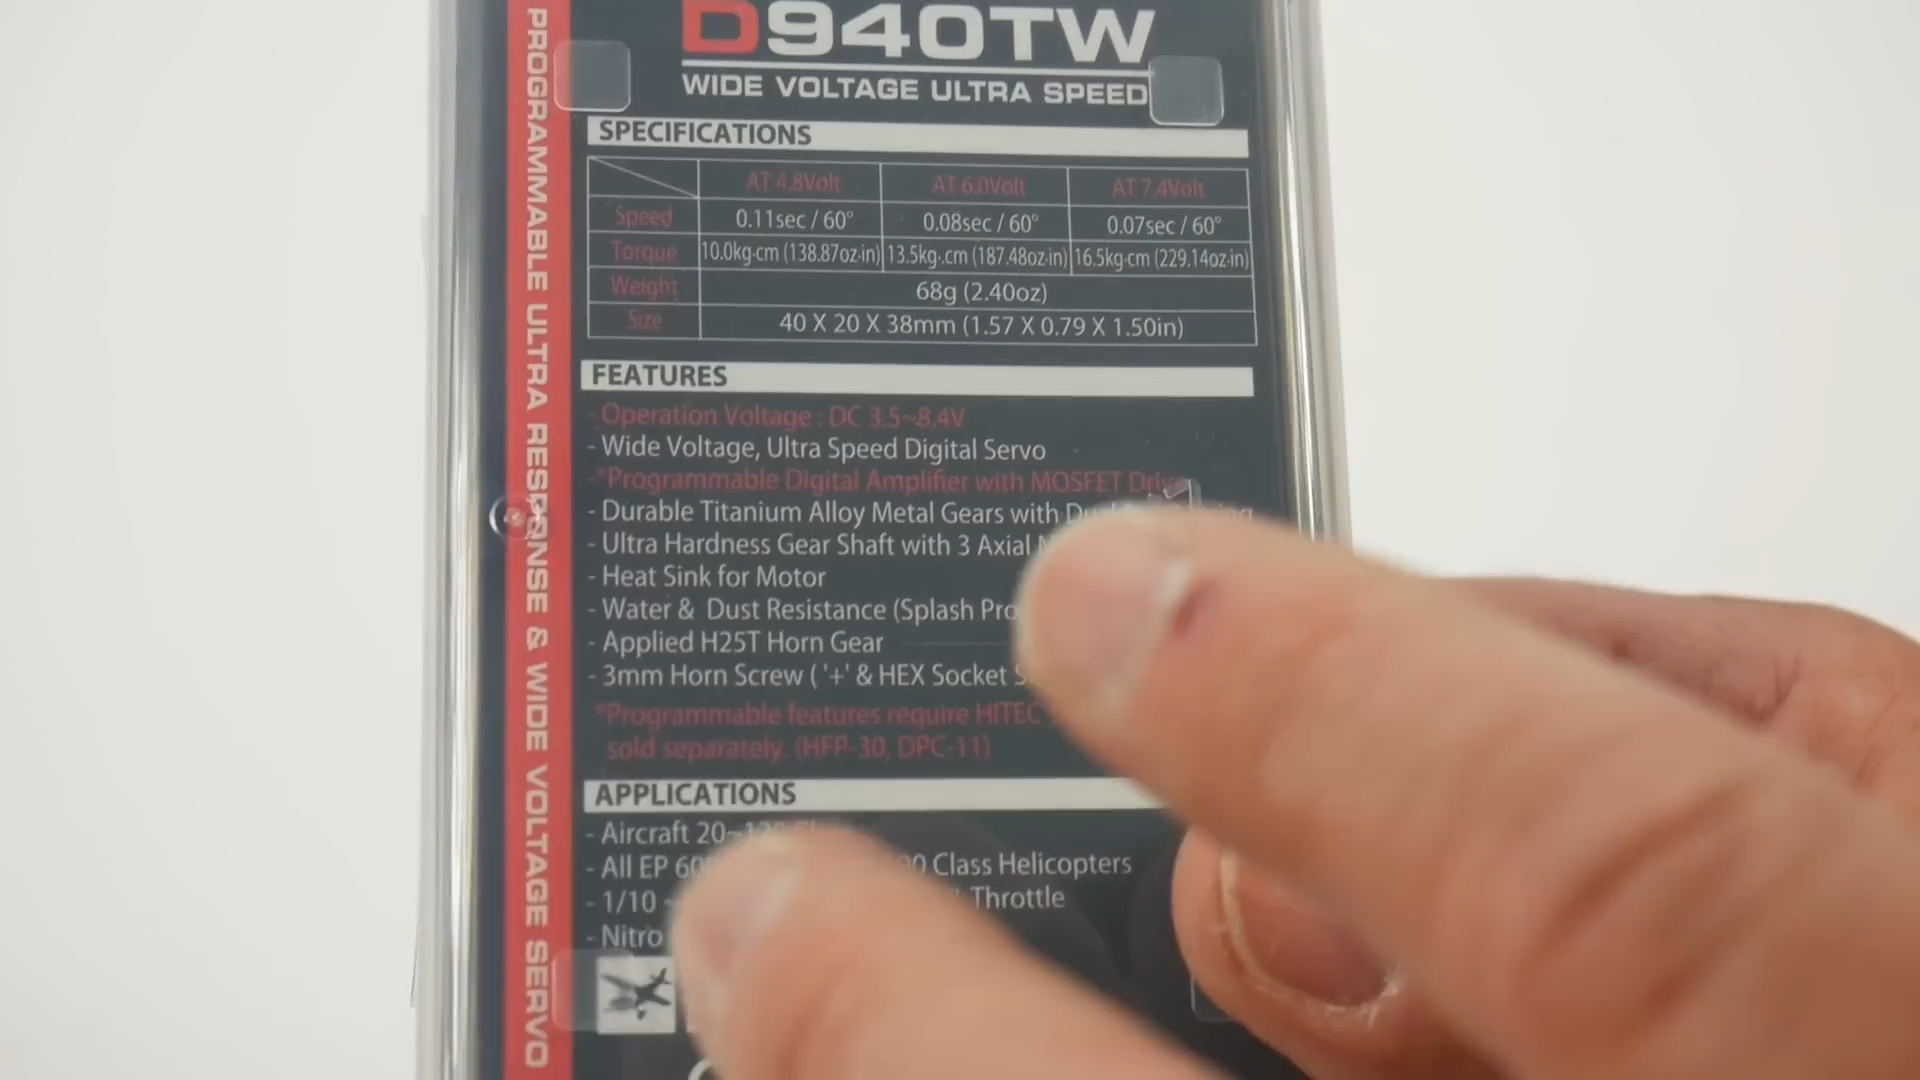 D940TW
WIDE VOLTAGE ULTRA SPEED
PROGRAMMABLE ULTRA RESPONSE & WIDE VOLTAGE SERVO
SPECIFICATIONS
AT 4.8Volt AT 6.0Volt AT 7.4Volt
Speed 0.11sec / 60° 0.08sec / 60° 0.07sec / 60°
Torque 10.0kg·cm (138.87oz·in) 13.5kg·.cm (187.48oz·in) 16.5kg·cm (229.14oz·in)
Weight 68g (2.40oz)
Size 40 X 20 X 38mm (1.57 X 0.79 X 1.50in)
FEATURES
- Operation Voltage : DC 3.5~8.4V
- Wide Voltage, Ultra Speed Digital Servo
- *Programmable Digital Amplifier with MOSFET Drive
- Durable Titanium Alloy Metal Gears with
- Ultra Hardness Gear Shaft with 3 Axial
- Heat Sink for Motor
- Water & Dust Resistance (Splash
- Applied H25T Horn Gear
- 3mm Horn Screw ( '+' & HEX Socket
*Programmable features require HITEC
sold separately. (HFP-30, DPC-11)
APPLICATIONS
- Aircraft
- All EP Class Helicopters
- 1/10 Throttle
- Nitro